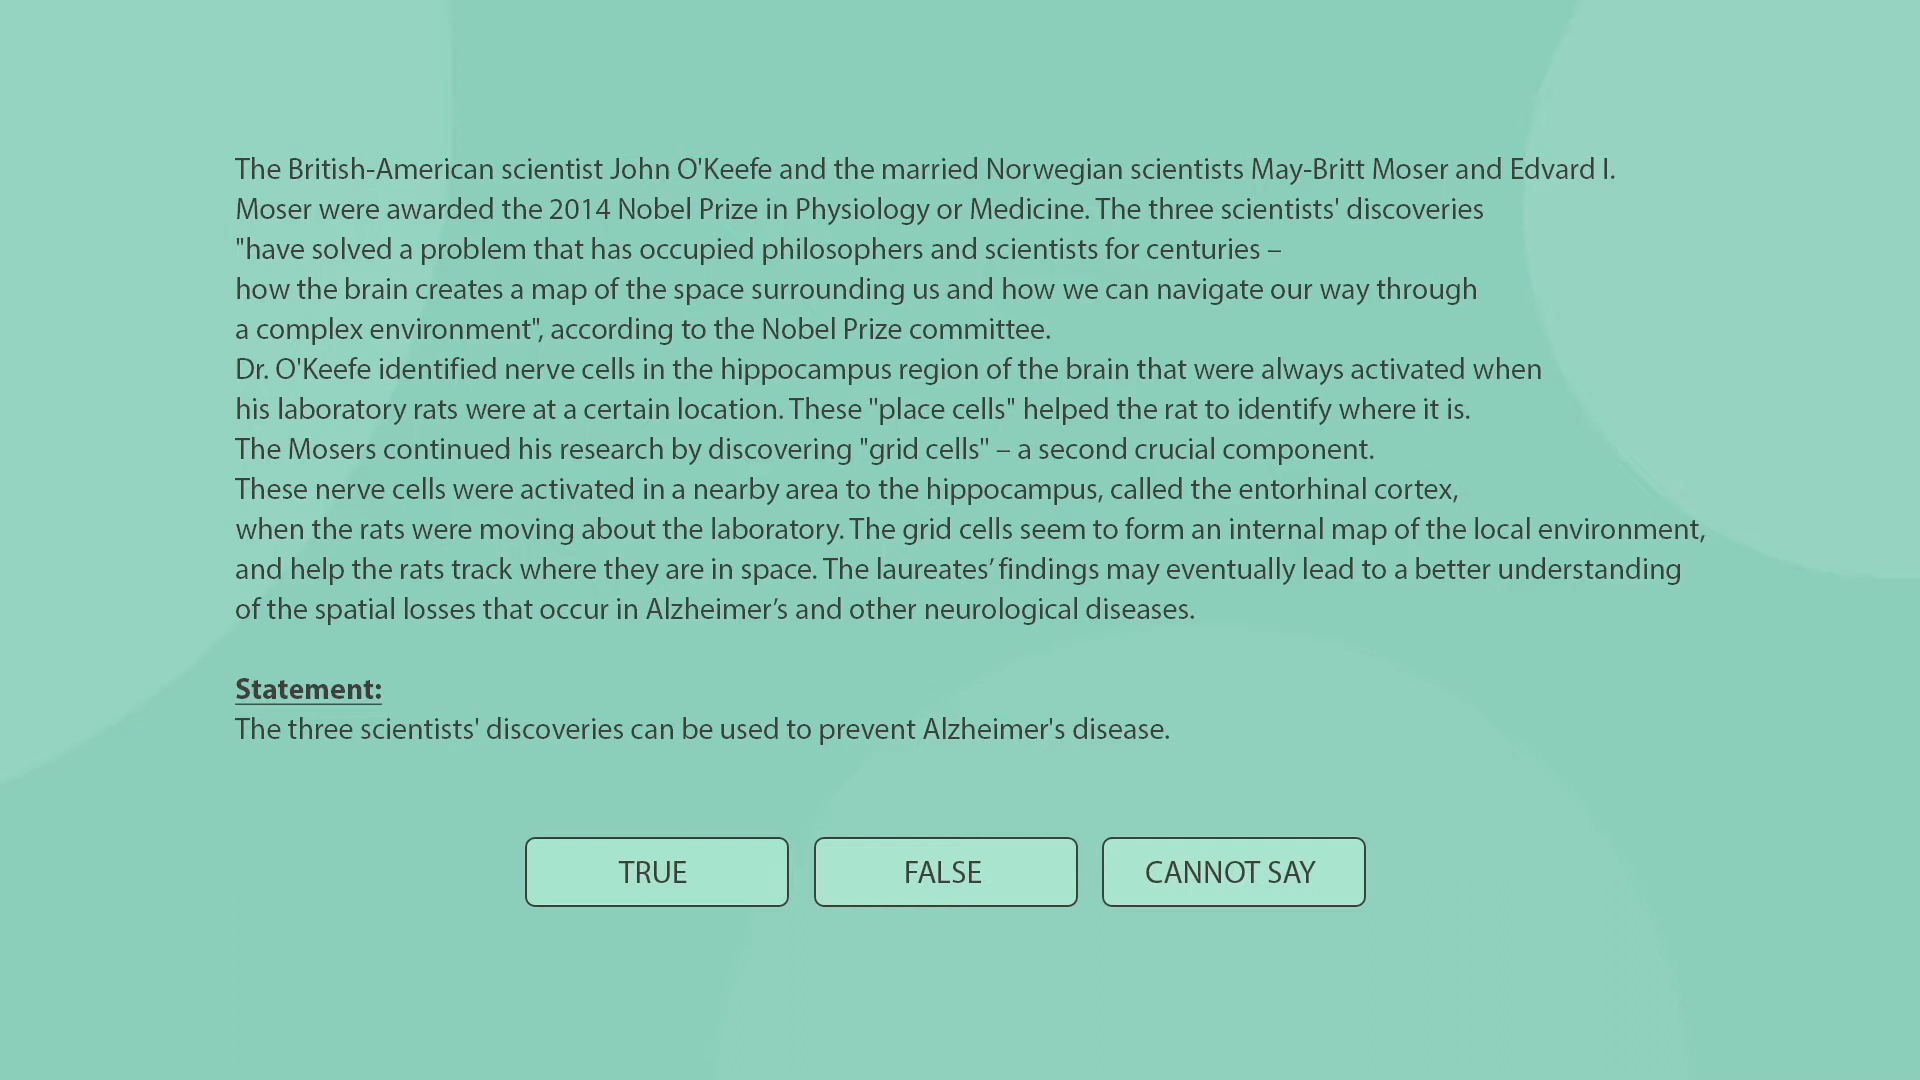 The British-American scientist John O'Keefe and the married Norwegian scientists May-Britt Moser and Edvard I.
Moser were awarded the 2014 Nobel Prize in Physiology or Medicine. The three scientists' discoveries
"have solved a problem that has occupied philosophers and scientists for centuries –
how the brain creates a map of the space surrounding us and how we can navigate our way through
a complex environment", according to the Nobel Prize committee.
Dr. O'Keefe identified nerve cells in the hippocampus region of the brain that were always activated when
his laboratory rats were at a certain location. These "place cells" helped the rat to identify where it is.
The Mosers continued his research by discovering "grid cells" – a second crucial component.
These nerve cells were activated in a nearby area to the hippocampus, called the entorhinal cortex,
when the rats were moving about the laboratory. The grid cells seem to form an internal map of the local environment,
and help the rats track where they are in space. The laureates’ findings may eventually lead to a better understanding
of the spatial losses that occur in Alzheimer’s and other neurological diseases.
Statement:
The three scientists' discoveries can be used to prevent Alzheimer's disease.
TRUE FALSE CANNOT SAY